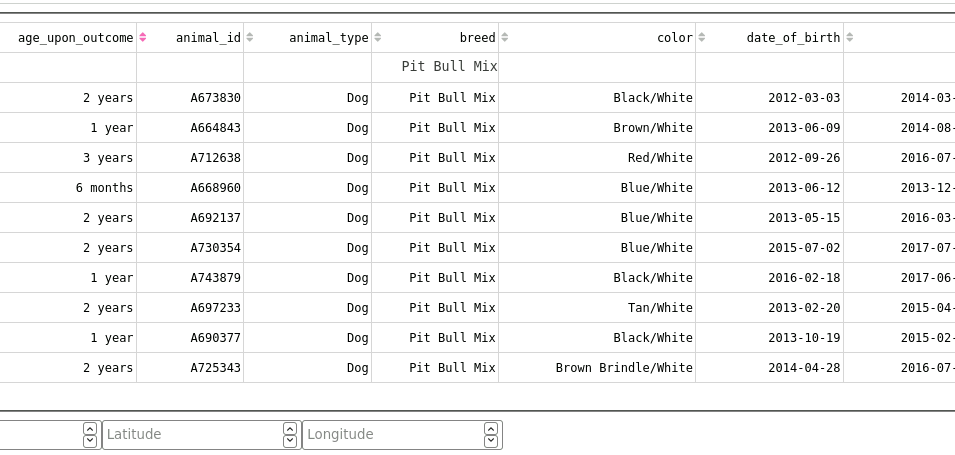 age_upon_outcome animal_id animal_type breed color date_of_birth
Pit Bull Mix
2 years A673830 Dog Pit Bull Mix Black/White 2012-03-03 2014-03-
1 year A664843 Dog Pit Bull Mix Brown/White 2013-06-09 2014-08-
3 years A712638 Dog Pit Bull Mix Red/White 2012-09-26 2016-07-
6 months A668960 Dog Pit Bull Mix Blue/White 2013-06-12 2013-12-
2 years A692137 Dog Pit Bull Mix Blue/White 2013-05-15 2016-03-
2 years A730354 Dog Pit Bull Mix Blue/White 2015-07-02 2017-07-
1 year A743879 Dog Pit Bull Mix Black/White 2016-02-18 2017-06-
2 years A697233 Dog Pit Bull Mix Tan/White 2013-02-20 2015-04-
1 year A690377 Dog Pit Bull Mix Black/White 2013-10-19 2015-02-
2 years A725343 Dog Pit Bull Mix Brown Brindle/White 2014-04-28 2016-07-
Latitude Longitude